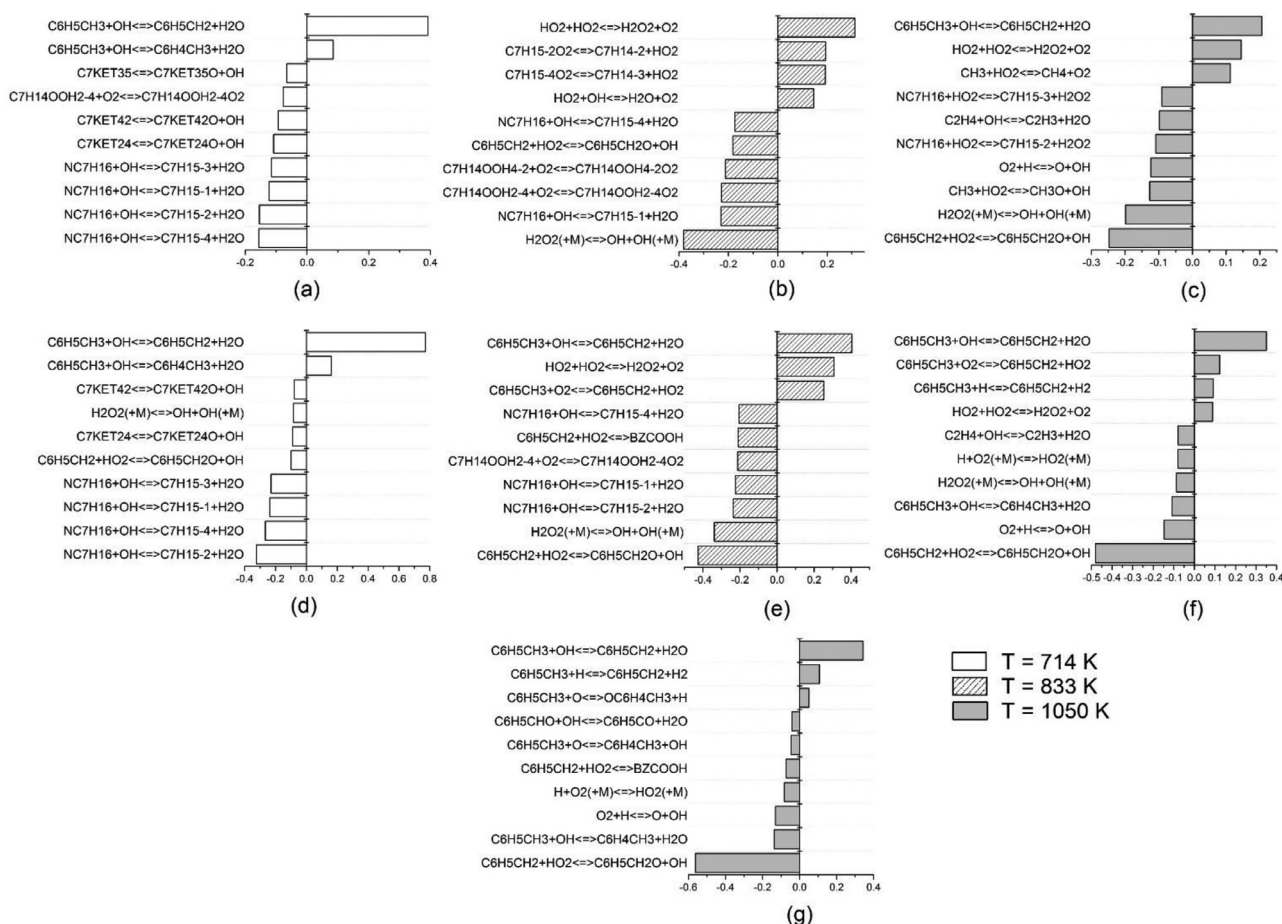 C6H5CH3+OH<=>C6H5CH2+H2O
C6H5CH3+OH<=>C6H4CH3+H2O
C7KET35<=>C7KET35O+OH
C7H14OOH2-4+O2<=>C7H14OOH2-4O2
C7KET42<=>C7KET42O+OH
C7KET24<=>C7KET24O+OH
NC7H16+OH<=>C7H15-3+H2O
NC7H16+OH<=>C7H15-1+H2O
NC7H16+OH<=>C7H15-2+H2O
NC7H16+OH<=>C7H15-4+H2O
-0.2 0.0 0.2 0.4
(a)
HO2+HO2<=>H2O2+O2
C7H15-2O2<=>C7H14-2+HO2
C7H15-4O2<=>C7H14-3+HO2
HO2+OH<=>H2O+O2
NC7H16+OH<=>C7H15-4+H2O
C6H5CH2+HO2<=>C6H5CH2O+OH
C7H14OOH4-2+O2<=>C7H14OOH4-2O2
C7H14OOH2-4+O2<=>C7H14OOH2-4O2
NC7H16+OH<=>C7H15-1+H2O
H2O2(+M)<=>OH+OH(+M)
-0.4 -0.2 0.0 0.2
(b)
C6H5CH3+OH<=>C6H5CH2+H2O
HO2+HO2<=>H2O2+O2
CH3+HO2<=>CH4+O2
NC7H16+HO2<=>C7H15-3+H2O2
C2H4+OH<=>C2H3+H2O
NC7H16+HO2<=>C7H15-2+H2O2
O2+H<=>O+OH
CH3+HO2<=>CH3O+OH
H2O2(+M)<=>OH+OH(+M)
C6H5CH2+HO2<=>C6H5CH2O+OH
-0.3 -0.2 -0.1 0.0 0.1 0.2
(c)
C6H5CH3+OH<=>C6H5CH2+H2O
C6H5CH3+OH<=>C6H4CH3+H2O
C7KET42<=>C7KET42O+OH
H2O2(+M)<=>OH+OH(+M)
C7KET24<=>C7KET24O+OH
C6H5CH2+HO2<=>C6H5CH2O+OH
NC7H16+OH<=>C7H15-3+H2O
NC7H16+OH<=>C7H15-1+H2O
NC7H16+OH<=>C7H15-4+H2O
NC7H16+OH<=>C7H15-2+H2O
-0.4 -0.2 0.0 0.2 0.4 0.6 0.8
(d)
C6H5CH3+OH<=>C6H5CH2+H2O
HO2+HO2<=>H2O2+O2
C6H5CH3+O2<=>C6H5CH2+HO2
NC7H16+OH<=>C7H15-4+H2O
C6H5CH2+HO2<=>BZCOOH
C7H14OOH2-4+O2<=>C7H14OOH2-4O2
NC7H16+OH<=>C7H15-1+H2O
NC7H16+OH<=>C7H15-2+H2O
H2O2(+M)<=>OH+OH(+M)
C6H5CH2+HO2<=>C6H5CH2O+OH
-0.4 -0.2 0.0 0.2 0.4
(e)
C6H5CH3+OH<=>C6H5CH2+H2O
C6H5CH3+O2<=>C6H5CH2+HO2
C6H5CH3+H<=>C6H5CH2+H2
HO2+HO2<=>H2O2+O2
C2H4+OH<=>C2H3+H2O
H+O2(+M)<=>HO2(+M)
H2O2(+M)<=>OH+OH(+M)
C6H5CH3+OH<=>C6H4CH3+H2O
O2+H<=>O+OH
C6H5CH2+HO2<=>C6H5CH2O+OH
-0.5 -0.4 -0.3 -0.2 -0.1 0.0 0.1 0.2 0.3 0.4
(f)
C6H5CH3+OH<=>C6H5CH2+H2O
C6H5CH3+H<=>C6H5CH2+H2
C6H5CH3+O<=>OC6H4CH3+H
C6H5CHO+OH<=>C6H5CO+H2O
C6H5CH3+O<=>C6H4CH3+OH
C6H5CH2+HO2<=>BZCOOH
H+O2(+M)<=>HO2(+M)
O2+H<=>O+OH
C6H5CH3+OH<=>C6H4CH3+H2O
C6H5CH2+HO2<=>C6H5CH2O+OH
-0.6 -0.4 -0.2 0.0 0.2 0.4
(g)
T = 714 K
T = 833 K
T = 1050 K